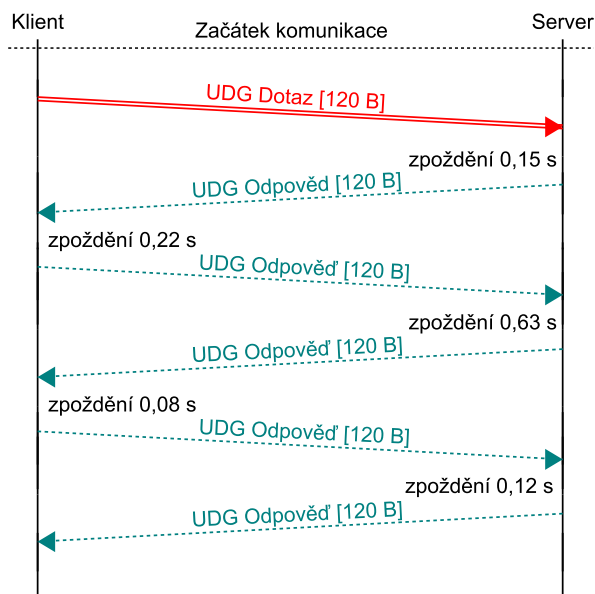 Klient
Začátek komunikace
Server
UDG Dotaz [120 B]
zpoždění 0,15 s
UDG Odpověd [120 B]
zpoždění 0,22 s
UDG Odpověď [120 B]
zpoždění 0,63 s
UDG Odpověď [120 B]
zpoždění 0,08 s
UDG Odpověď [120 B]
zpoždění 0,12 s
UDG Odpověď [120 B]